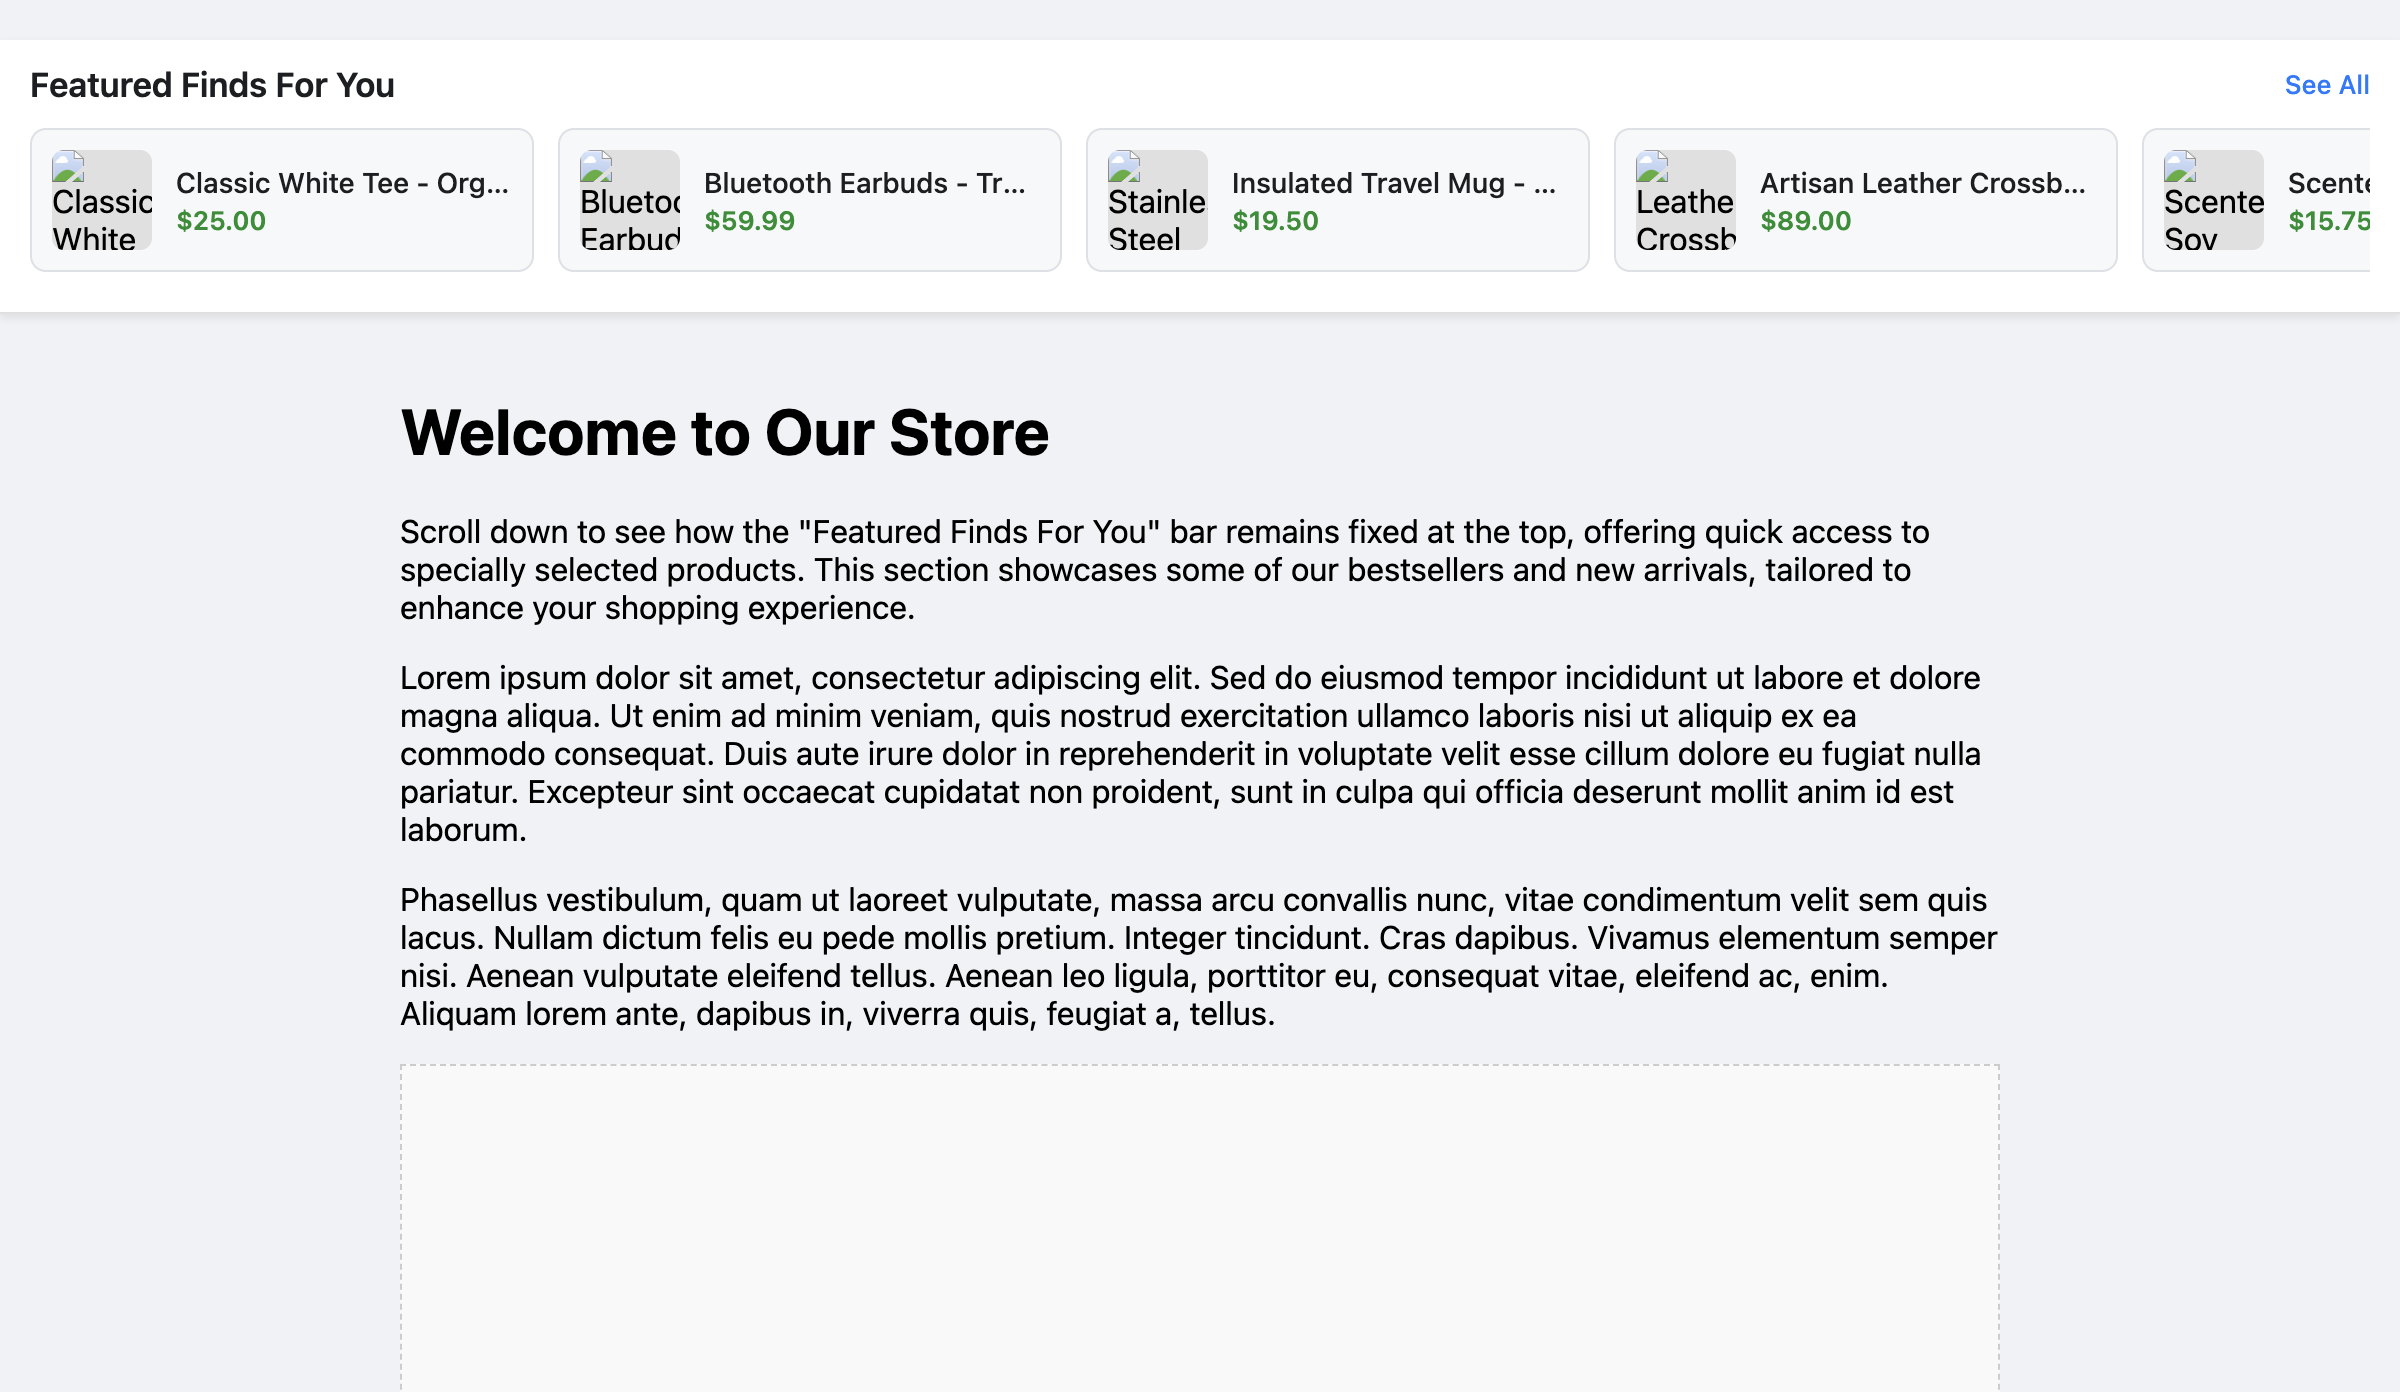 Featured Finds For You
See All
Classic
White
Classic White Tee - Org...
$25.00
Bluetoo
Earbud
Bluetooth Earbuds - Tr...
$59.99
Stainle
Steel
Insulated Travel Mug - ...
$19.50
Leathe
Crossb
Artisan Leather Crossb...
$89.00
Scente
Soy
Scente
$15.75
Welcome to Our Store
Scroll down to see how the "Featured Finds For You" bar remains fixed at the top, offering quick access to
specially selected products. This section showcases some of our bestsellers and new arrivals, tailored to
enhance your shopping experience.
Lorem ipsum dolor sit amet, consectetur adipiscing elit. Sed do eiusmod tempor incididunt ut labore et dolore
magna aliqua. Ut enim ad minim veniam, quis nostrud exercitation ullamco laboris nisi ut aliquip ex ea
commodo consequat. Duis aute irure dolor in reprehenderit in voluptate velit esse cillum dolore eu fugiat nulla
pariatur. Excepteur sint occaecat cupidatat non proident, sunt in culpa qui officia deserunt mollit anim id est
laborum.
Phasellus vestibulum, quam ut laoreet vulputate, massa arcu convallis nunc, vitae condimentum velit sem quis
lacus. Nullam dictum felis eu pede mollis pretium. Integer tincidunt. Cras dapibus. Vivamus elementum semper
nisi. Aenean vulputate eleifend tellus. Aenean leo ligula, porttitor eu, consequat vitae, eleifend ac, enim.
Aliquam lorem ante, dapibus in, viverra quis, feugiat a, tellus.